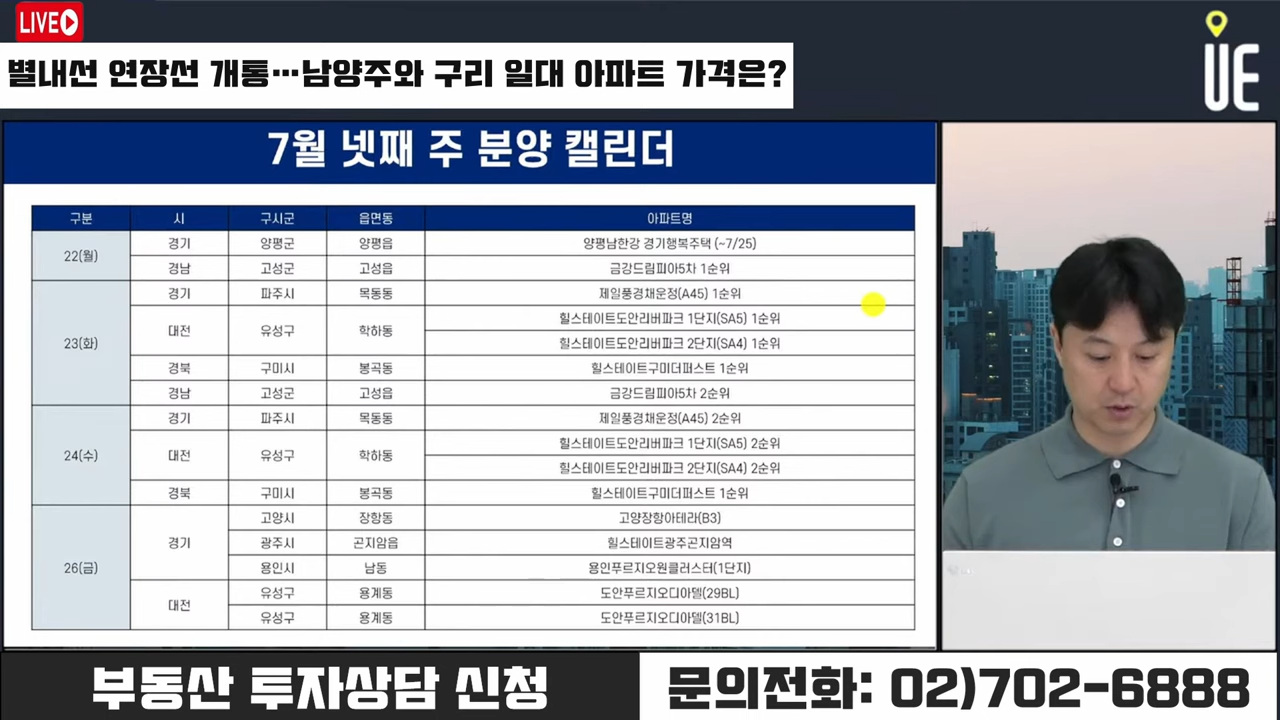 LIVE
별내선 연장선 개통…남양주와 구리 일대 아파트 가격은?
UE
7월 넷째 주 분양 캘린더
구분 시 구시군 읍면동 아파트명
22(월) 경기 양평군 양평읍 양평남한강 경기행복주택 (~7/25)
경남 고성군 고성읍 금강드림피아5차 1순위
23(화) 경기 파주시 목동동 제일풍경채운정(A45) 1순위
대전 유성구 학하동 힐스테이트도안리버파크 1단지(SA5) 1순위
힐스테이트도안리버파크 2단지(SA4) 1순위
경북 구미시 봉곡동 힐스테이트구미더퍼스트 1순위
경남 고성군 고성읍 금강드림피아5차 2순위
24(수) 경기 파주시 목동동 제일풍경채운정(A45) 2순위
대전 유성구 학하동 힐스테이트도안리버파크 1단지(SA5) 2순위
힐스테이트도안리버파크 2단지(SA4) 2순위
경북 구미시 봉곡동 힐스테이트구미더퍼스트 1순위
26(금) 경기 고양시 장항동 고양장항아테라(B3)
광주시 곤지암읍 힐스테이트광주곤지암역
용인시 남동 용인푸르지오원클러스터(1단지)
대전 유성구 용계동 도안푸르지오디아델(29BL)
유성구 용계동 도안푸르지오디아델(31BL)
부동산 투자상담 신청
문의전화: 02)702-6888